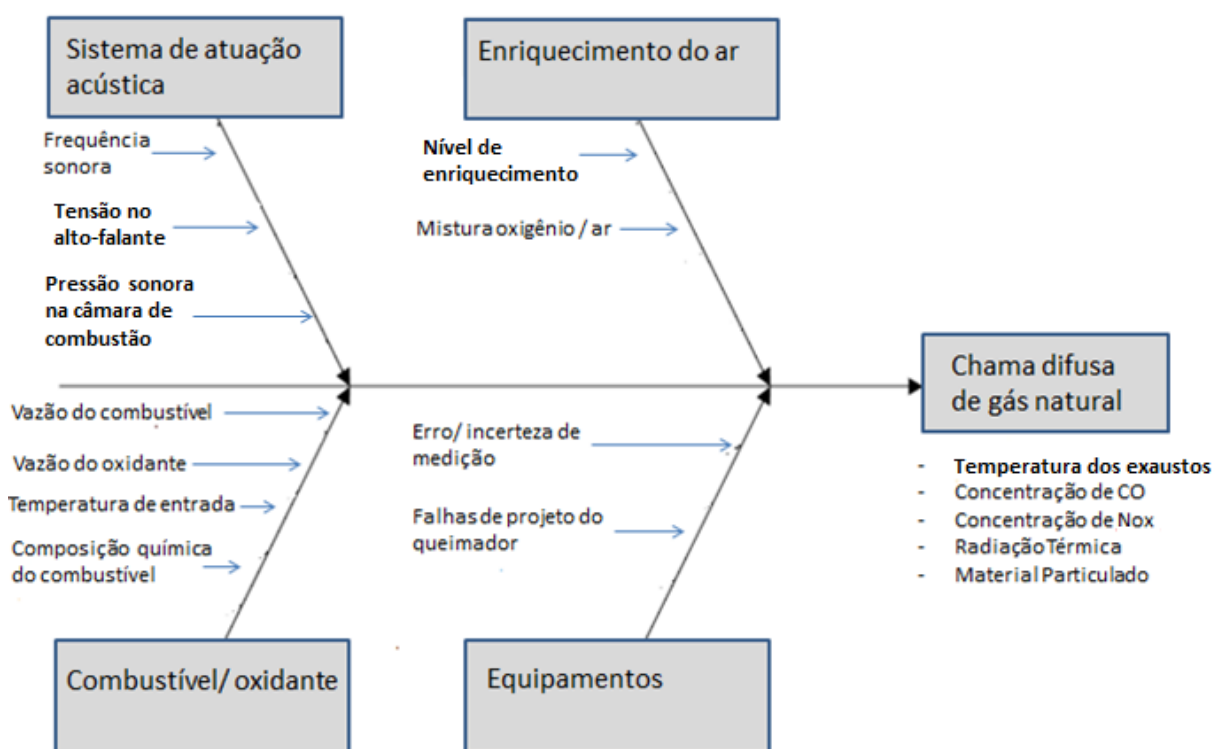 Sistema de atuação
acústica
Enriquecimento do ar
Frequência
sonora
Tensão no
alto-falante
Pressão sonora
na câmara de
combustão
Nível de
enriquecimento
Mistura oxigênio / ar
Chama difusa
de gás natural
- Temperatura dos exaustos
- Concentração de CO
- Concentração de Nox
- Radiação Térmica
- Material Particulado
Vazão do combustível
Vazão do oxidante
Temperatura de entrada
Composição química
do combustível
Erro/ incerteza de
medição
Falhas de projeto do
queimador
Combustível/ oxidante
Equipamentos